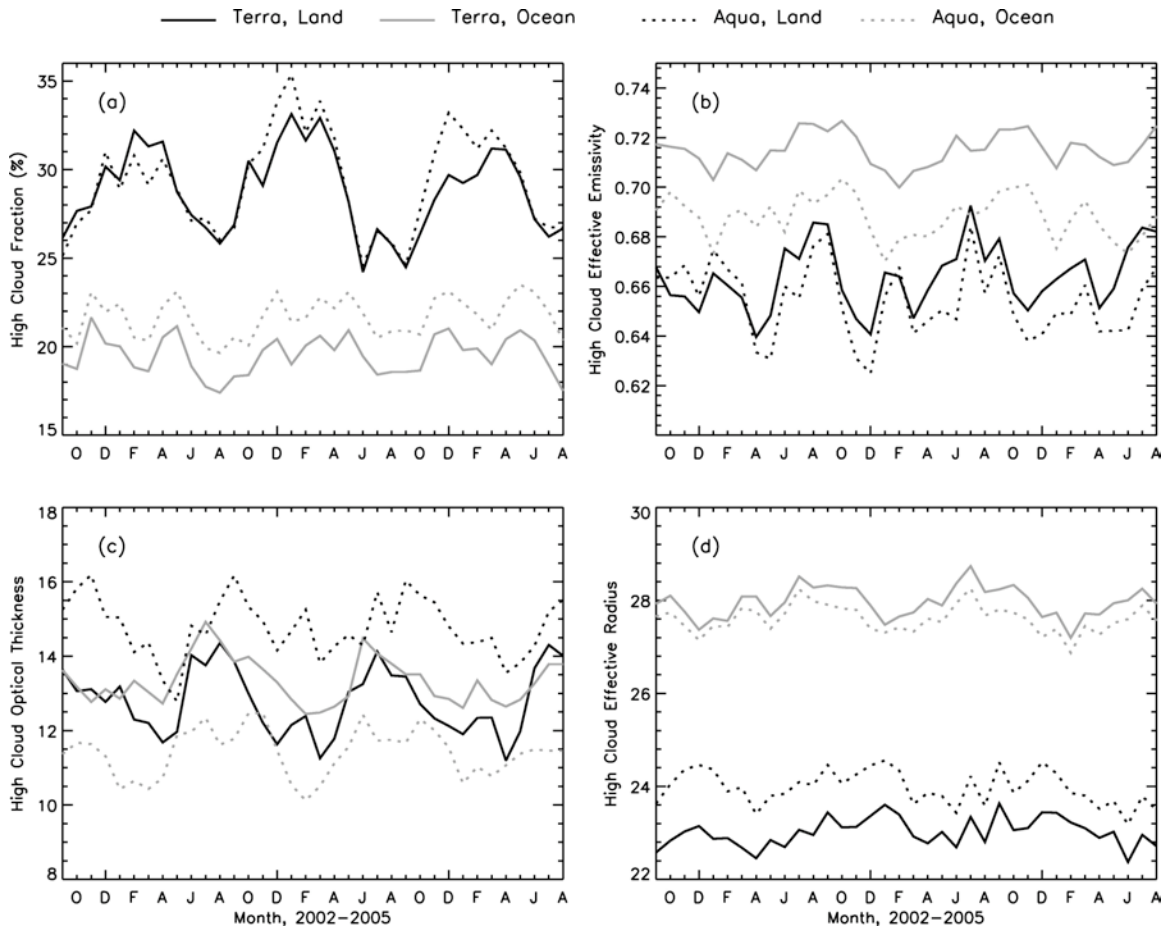 Terra, Land Terra, Ocean Aqua, Land Aqua, Ocean
(a)
High Cloud Fraction (%)
35
30
25
20
15
O D F A J A O D F A J A O D F A J A
(b)
High Cloud Effective Emissivity
0.74
0.72
0.70
0.68
0.66
0.64
0.62
O D F A J A O D F A J A O D F A J A
(c)
High Cloud Optical Thickness
18
16
14
12
10
8
O D F A J A O D F A J A O D F A J A
Month, 2002-2005
(d)
High Cloud Effective Radius
30
28
26
24
22
O D F A J A O D F A J A O D F A J A
Month, 2002-2005